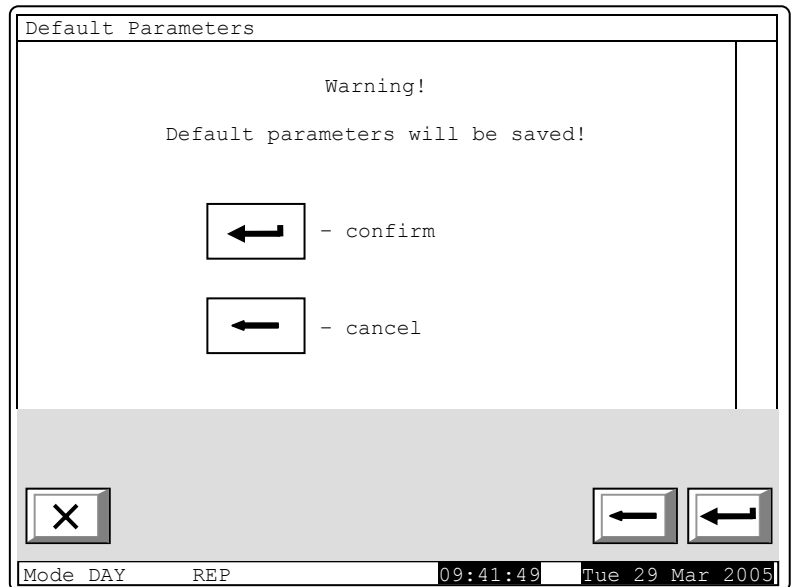 Default Parameters
Warning!
Default parameters will be saved!
- confirm
- cancel
Mode DAY REP 09:41:49 Tue 29 Mar 2005